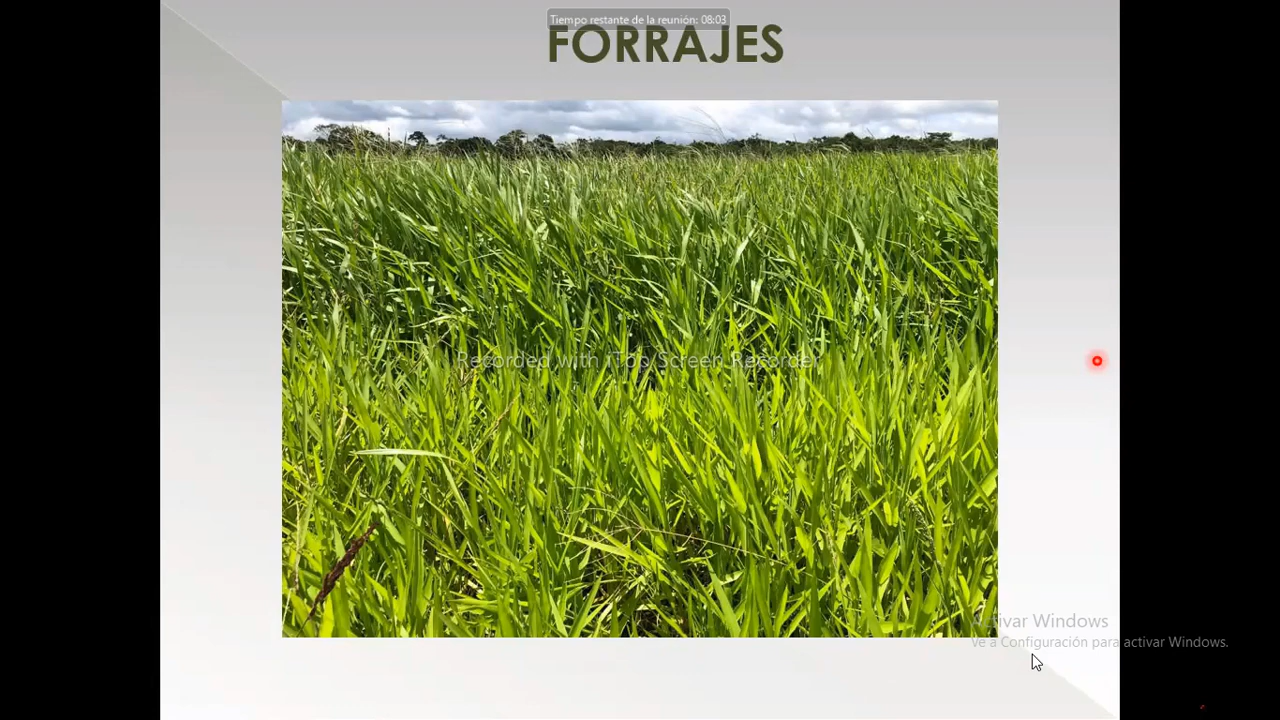 Tiempo restante de la reunión: 08:03
FORRAJES
Recorded with iTop Screen Recorder
Activar Windows
Ve a Configuración para activar Windows.